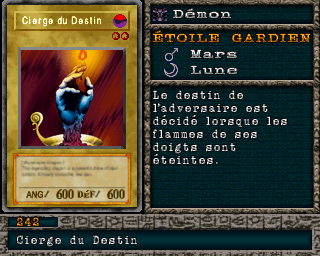 Cierge du Destin
ANG/ 600 DéF/ 600
Démon
ÉTOILE GARDIEN
Mars
Lune
Le destin de
l'adversaire est
décidé lorsque les
flammes de ses
doigts sont
éteintes.
242
Cierge du Destin